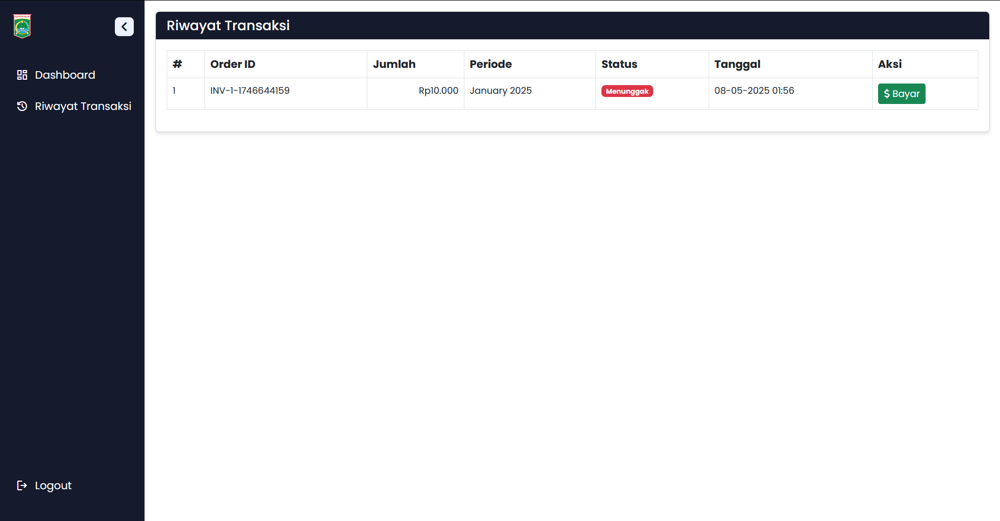 Riwayat Transaksi
Dashboard
Riwayat Transaksi
Logout
# Order ID Jumlah Periode Status Tanggal Aksi
1 INV-1-1746644159 Rp10.000 January 2025 Menunggak 08-05-2025 01:56 $ Bayar